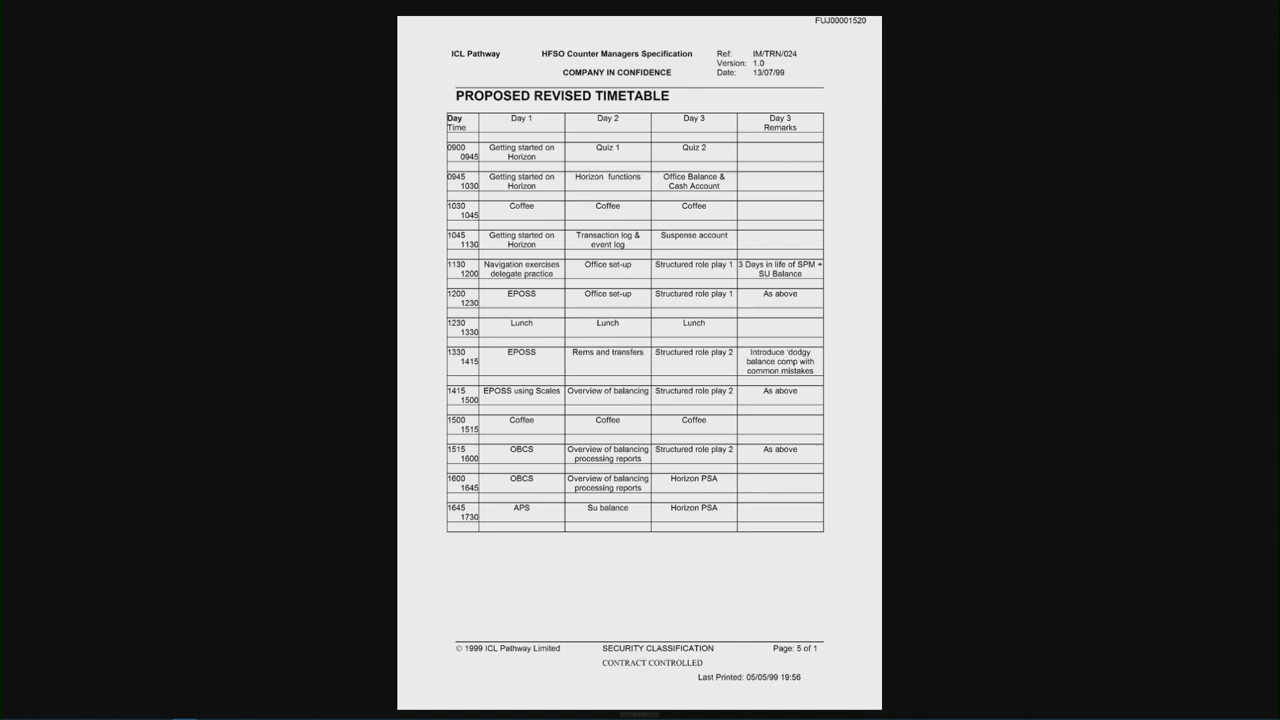 FUJ00001520
ICL Pathway HFSO Counter Managers Specification Ref: IM/TRN/024
Version: 1.0
COMPANY IN CONFIDENCE Date: 13/07/99
PROPOSED REVISED TIMETABLE
Day Day 1 Day 2 Day 3 Day 3
Time Remarks
0900 Getting started on Quiz 1 Quiz 2
0945 Horizon
0945 Getting started on Horizon functions Office Balance &
1030 Horizon Cash Account
1030 Coffee Coffee Coffee
1045
1045 Getting started on Transaction log & Suspense account
1130 Horizon event log
1130 Navigation exercises Office set-up Structured role play 1 3 Days in life of SPM +
1200 delegate practice SU Balance
1200 EPOSS Office set-up Structured role play 1 As above
1230
1230 Lunch Lunch Lunch
1330
1330 EPOSS Rems and transfers Structured role play 2 Introduce 'dodgy
1415 balance comp with
common mistakes
1415 EPOSS using Scales Overview of balancing Structured role play 2 As above
1500
1500 Coffee Coffee Coffee
1515
1515 OBCS Overview of balancing Structured role play 2 As above
1600 processing reports
1600 OBCS Overview of balancing Horizon PSA
1645 processing reports
1645 APS Su balance Horizon PSA
1730
© 1999 ICL Pathway Limited SECURITY CLASSIFICATION Page: 5 of 1
CONTRACT CONTROLLED
Last Printed: 05/05/99 19:56